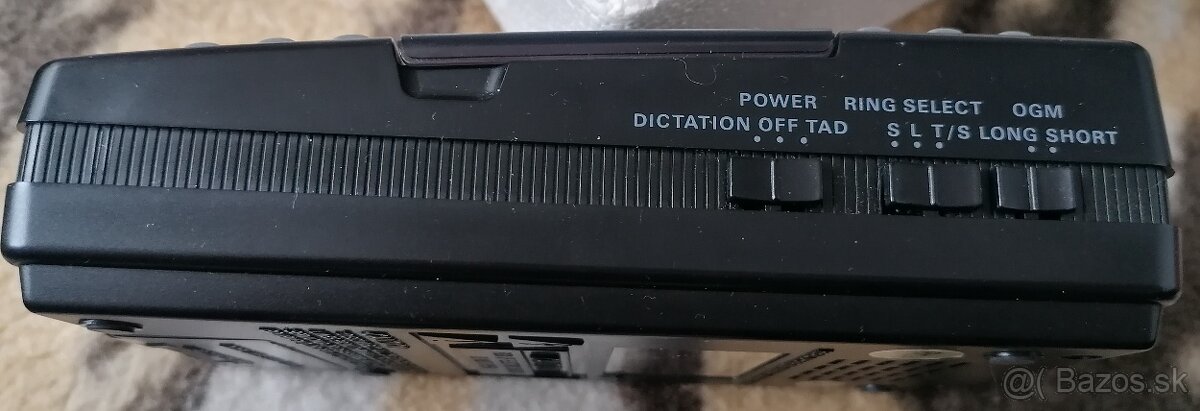 POWER RING SELECT OGM
DICTATION OFF TAD S L T/S LONG SHORT
@( Bazos.sk